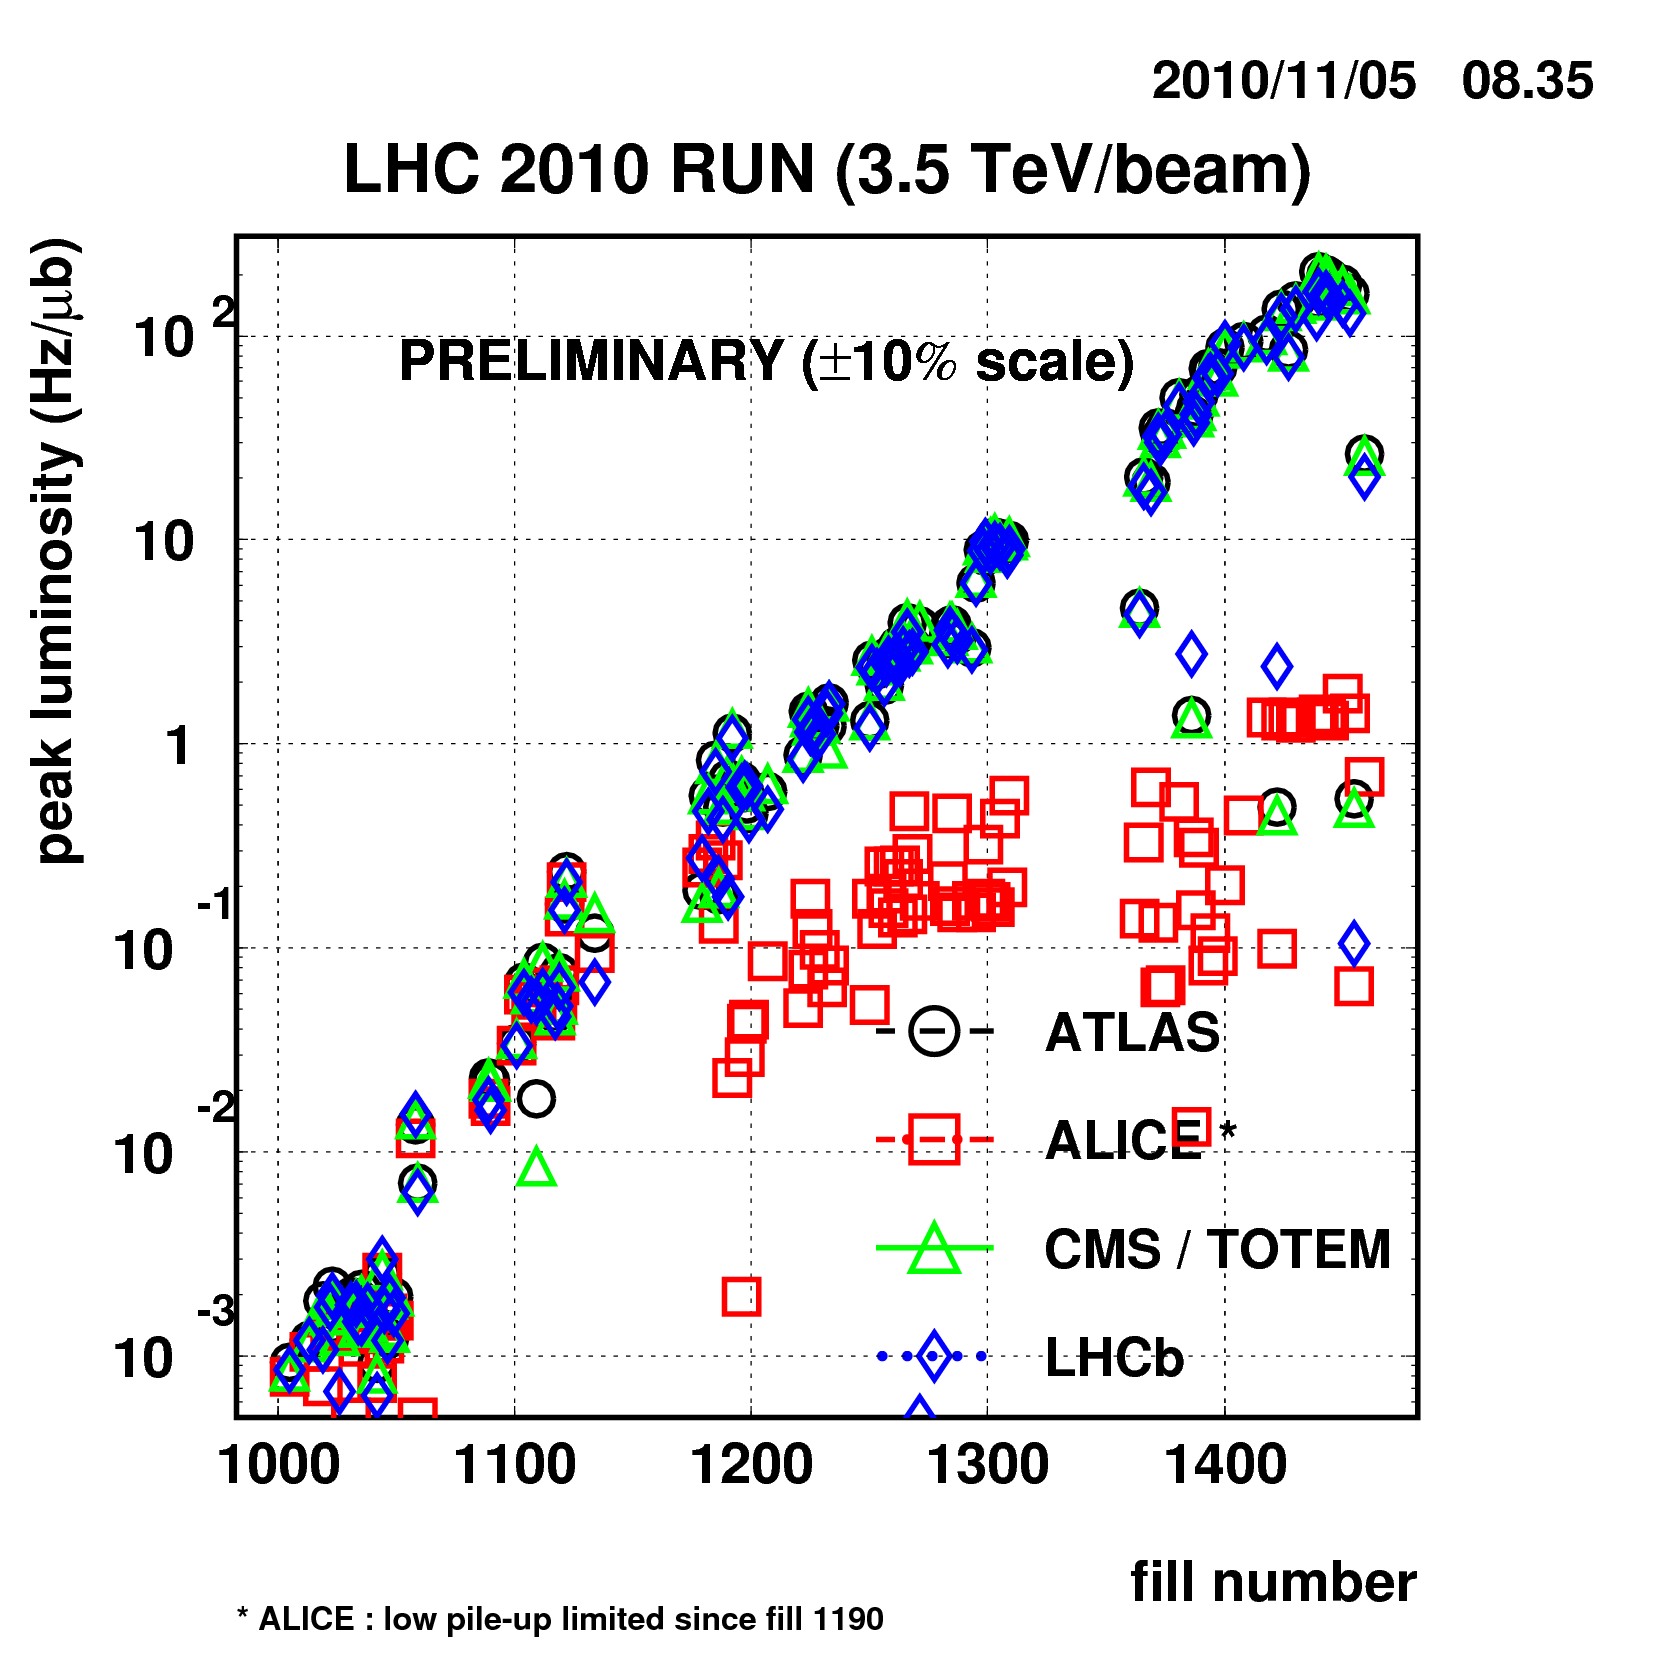 2010/11/05 08.35
LHC 2010 RUN (3.5 TeV/beam)
peak luminosity (Hz/μb)
PRELIMINARY (±10% scale)
10 2
10
1
10 -1
10 -2
10 -3
ATLAS
ALICE *
CMS / TOTEM
LHCb
1000 1100 1200 1300 1400
fill number
* ALICE : low pile-up limited since fill 1190